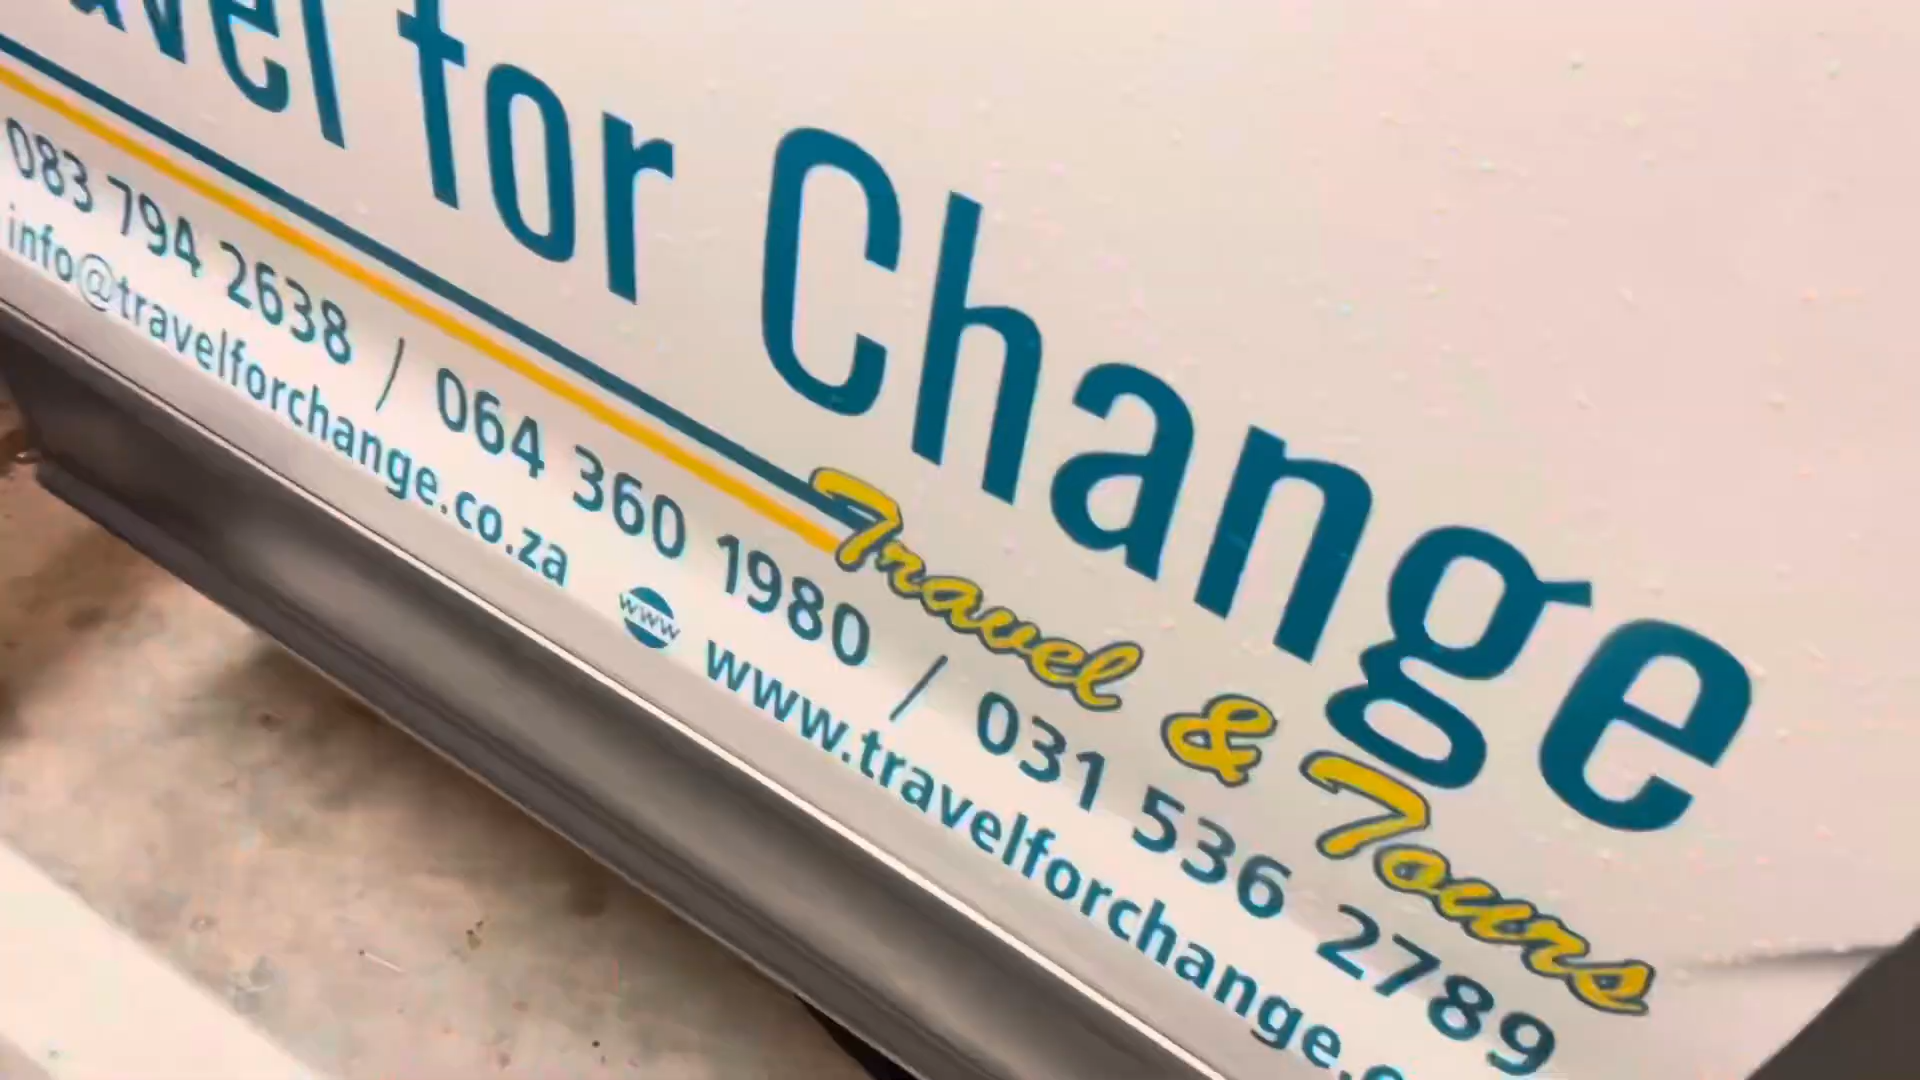 avel for Change
Travel & Tours
083 794 2638 / 064 360 1980 / 031 536 2789
info@travelforchange.co.za www www.travelforchange.